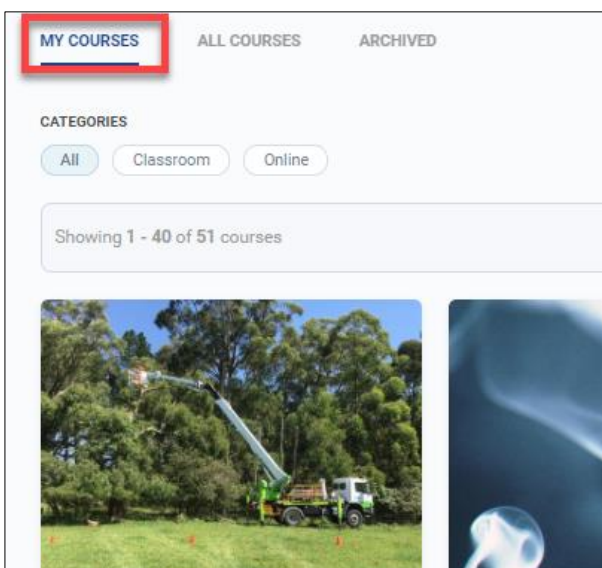 MY COURSES ALL COURSES ARCHIVED
CATEGORIES
All Classroom Online
Showing 1 - 40 of 51 courses